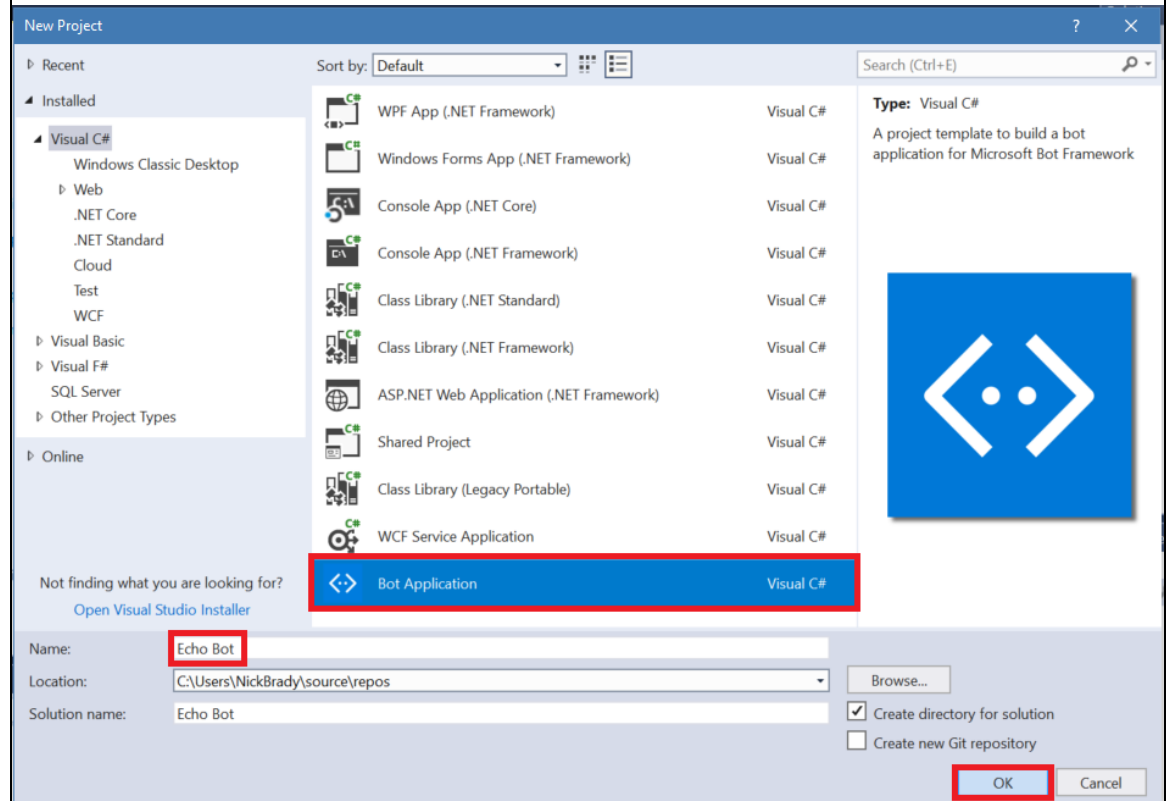 New Project
?
Recent
Installed
Visual C#
Windows Classic Desktop
Web
.NET Core
.NET Standard
Cloud
Test
WCF
Visual Basic
Visual F#
SQL Server
Other Project Types
Online
Not finding what you are looking for?
Open Visual Studio Installer
Sort by: Default
WPF App (.NET Framework) Visual C#
Windows Forms App (.NET Framework) Visual C#
Console App (.NET Core) Visual C#
Console App (.NET Framework) Visual C#
Class Library (.NET Standard) Visual C#
Class Library (.NET Framework) Visual C#
ASP.NET Web Application (.NET Framework) Visual C#
Shared Project Visual C#
Class Library (Legacy Portable) Visual C#
WCF Service Application Visual C#
Bot Application Visual C#
Search (Ctrl+E)
Type: Visual C#
A project template to build a bot
application for Microsoft Bot Framework
Name: Echo Bot
Location: C:\Users\NickBrady\source\repos
Browse...
Solution name: Echo Bot
Create directory for solution
Create new Git repository
OK Cancel